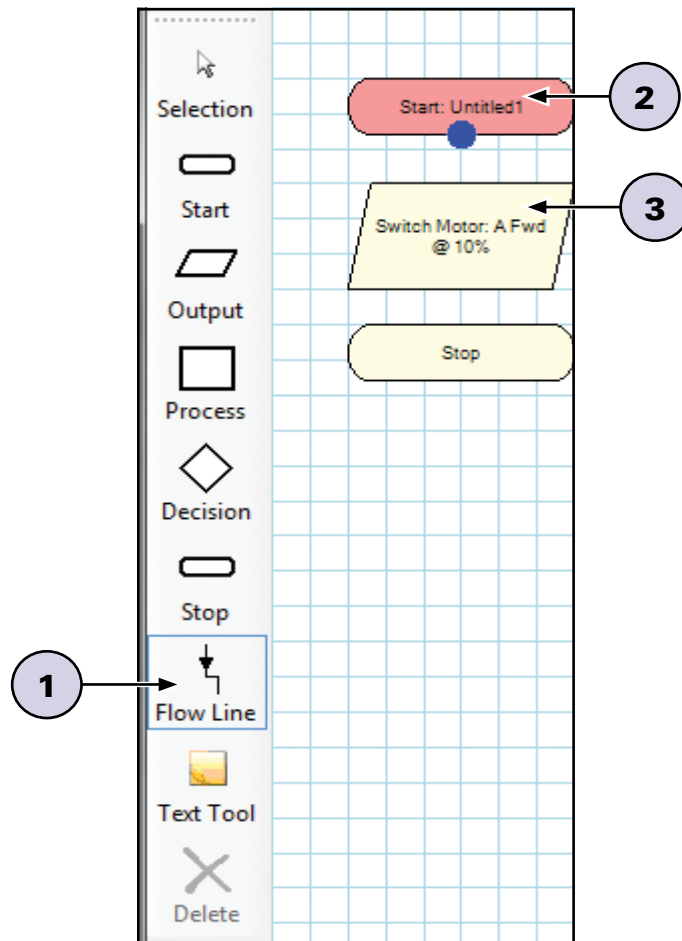 Selection
Start
Output
Process
Decision
Stop
Flow Line
Text Tool
Delete
Start: Untitled1
Switch Motor: A Fwd
@ 10%
Stop
1
2
3